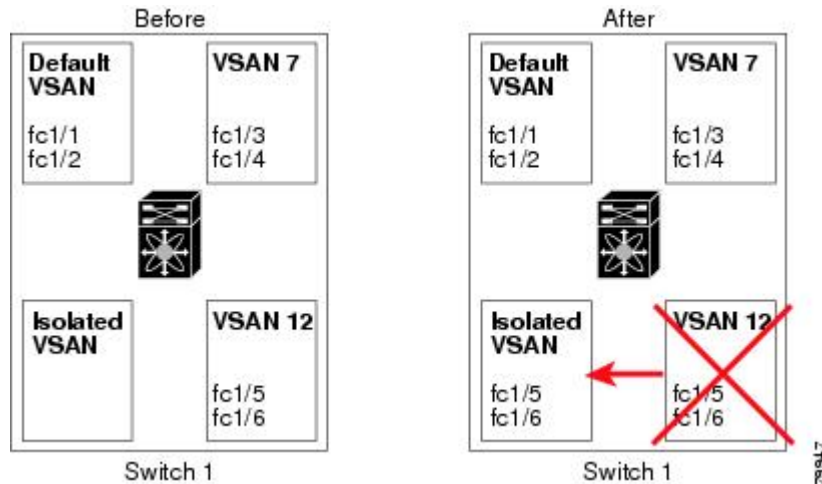 Before
Default
VSAN
fc1/1
fc1/2
VSAN 7
fc1/3
fc1/4
Isolated
VSAN
VSAN 12
fc1/5
fc1/6
Switch 1
After
Default
VSAN
fc1/1
fc1/2
VSAN 7
fc1/3
fc1/4
Isolated
VSAN
fc1/5
fc1/6
VSAN 12
fc1/5
fc1/6
Switch 1